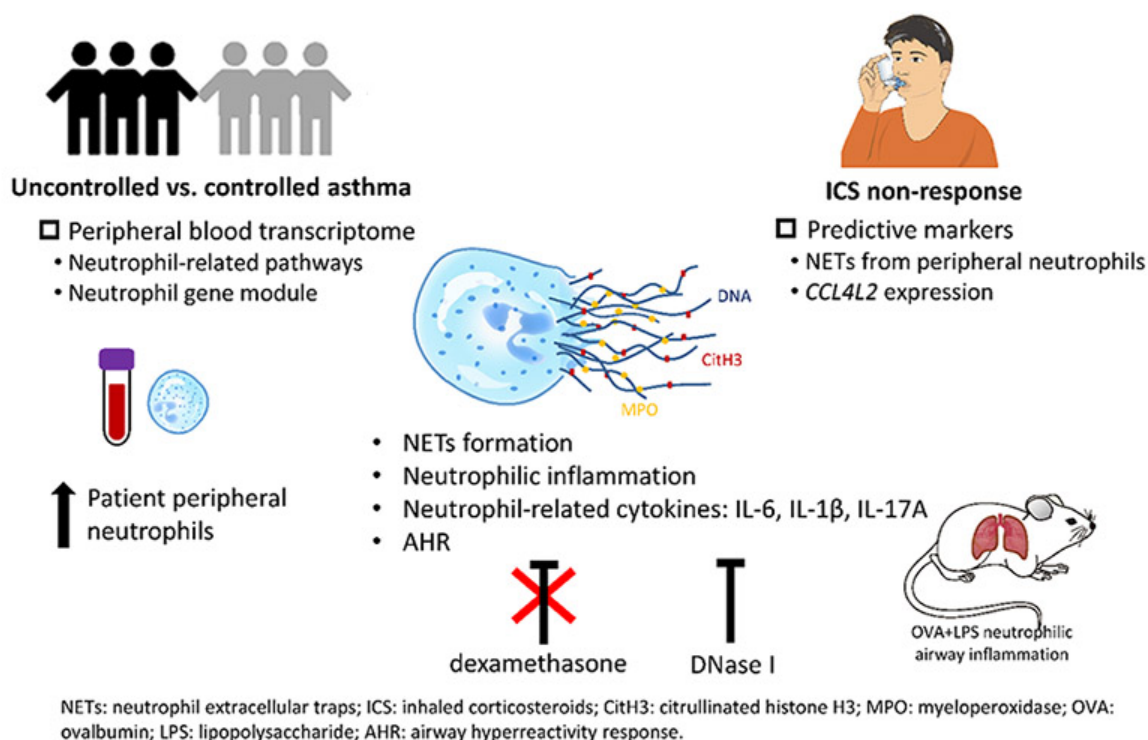 Uncontrolled vs. controlled asthma
Peripheral blood transcriptome
• Neutrophil-related pathways
• Neutrophil gene module
ICS non-response
Predictive markers
• NETs from peripheral neutrophils
• CCL4L2 expression
DNA
CitH3
MPO
Patient peripheral
neutrophils
• NETs formation
• Neutrophilic inflammation
• Neutrophil-related cytokines: IL-6, IL-1β, IL-17A
• AHR
dexamethasone
DNase I
OVA+LPS neutrophilic
airway inflammation
NETs: neutrophil extracellular traps; ICS: inhaled corticosteroids; CitH3: citrullinated histone H3; MPO: myeloperoxidase; OVA:
ovalbumin; LPS: lipopolysaccharide; AHR: airway hyperreactivity response.